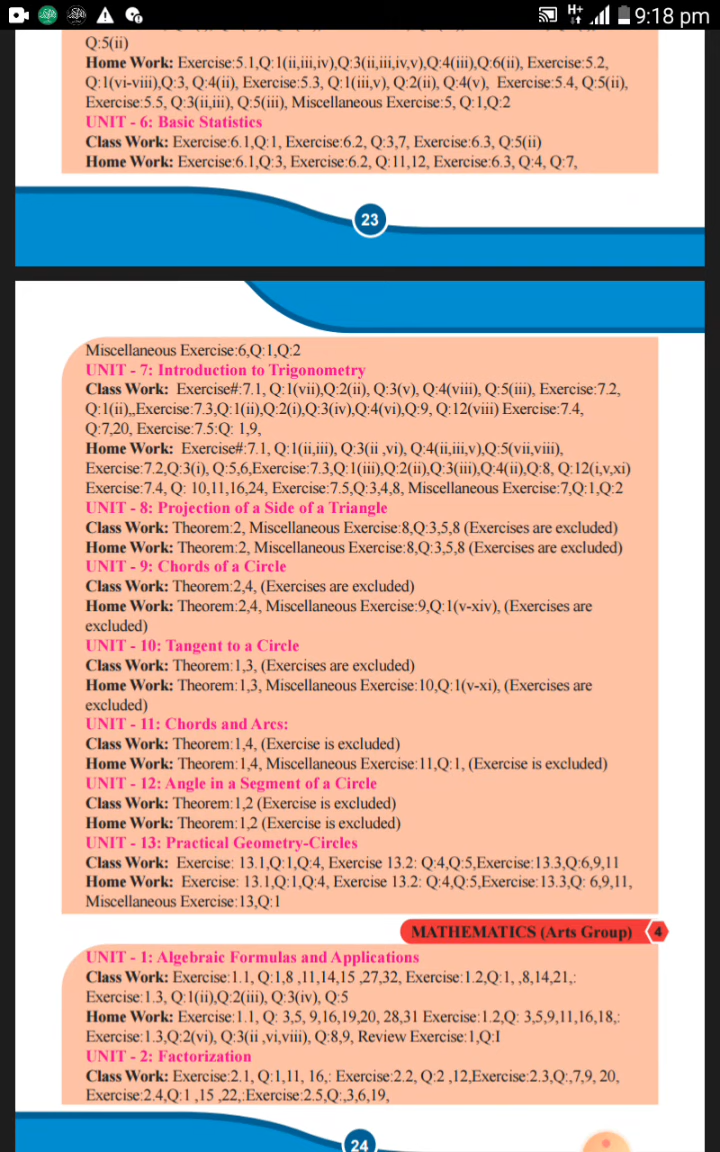 H+ 9:18 pm
Q:5(ii)
Home Work: Exercise:5.1,Q:1(ii,iii,iv),Q:3(ii,iii,iv,v),Q:4(iii),Q:6(ii), Exercise:5.2,
Q:1(vi-viii),Q:3, Q:4(ii), Exercise:5.3, Q:1(iii,v), Q:2(ii), Q:4(v), Exercise:5.4, Q:5(ii),
Exercise:5.5, Q:3(ii,iii), Q:5(iii), Miscellaneous Exercise:5, Q:1,Q:2
UNIT - 6: Basic Statistics
Class Work: Exercise:6.1,Q:1, Exercise:6.2, Q:3,7, Exercise:6.3, Q:5(ii)
Home Work: Exercise:6.1,Q:3, Exercise:6.2, Q:11,12, Exercise:6.3, Q:4, Q:7,
23
Miscellaneous Exercise:6,Q:1,Q:2
UNIT - 7: Introduction to Trigonometry
Class Work: Exercise#:7.1, Q:1(vii),Q:2(ii), Q:3(v), Q:4(viii), Q:5(iii), Exercise:7.2,
Q:1(ii),,Exercise:7.3,Q:1(ii),Q:2(i),Q:3(iv),Q:4(vi),Q:9, Q:12(viii) Exercise:7.4,
Q:7,20, Exercise:7.5:Q: 1,9,
Home Work: Exercise#:7.1, Q:1(ii,iii), Q:3(ii ,vi), Q:4(ii,iii,v),Q:5(vii,viii),
Exercise:7.2,Q:3(i), Q:5,6,Exercise:7.3,Q:1(iii),Q:2(ii),Q:3(iii),Q:4(ii),Q:8, Q:12(i,v,xi)
Exercise:7.4, Q: 10,11,16,24, Exercise:7.5,Q:3,4,8, Miscellaneous Exercise:7,Q:1,Q:2
UNIT - 8: Projection of a Side of a Triangle
Class Work: Theorem:2, Miscellaneous Exercise:8,Q:3,5,8 (Exercises are excluded)
Home Work: Theorem:2, Miscellaneous Exercise:8,Q:3,5,8 (Exercises are excluded)
UNIT - 9: Chords of a Circle
Class Work: Theorem:2,4, (Exercises are excluded)
Home Work: Theorem:2,4, Miscellaneous Exercise:9,Q:1(v-xiv), (Exercises are
excluded)
UNIT - 10: Tangent to a Circle
Class Work: Theorem:1,3, (Exercises are excluded)
Home Work: Theorem:1,3, Miscellaneous Exercise:10,Q:1(v-xi), (Exercises are
excluded)
UNIT - 11: Chords and Arcs:
Class Work: Theorem:1,4, (Exercise is excluded)
Home Work: Theorem:1,4, Miscellaneous Exercise:11,Q:1, (Exercise is excluded)
UNIT - 12: Angle in a Segment of a Circle
Class Work: Theorem:1,2 (Exercise is excluded)
Home Work: Theorem:1,2 (Exercise is excluded)
UNIT - 13: Practical Geometry-Circles
Class Work: Exercise: 13.1,Q:1,Q:4, Exercise 13.2: Q:4,Q:5,Exercise:13.3,Q:6,9,11
Home Work: Exercise: 13.1,Q:1,Q:4, Exercise 13.2: Q:4,Q:5,Exercise:13.3,Q: 6,9,11,
Miscellaneous Exercise:13,Q:1
MATHEMATICS (Arts Group) 4
UNIT - 1: Algebraic Formulas and Applications
Class Work: Exercise:1.1, Q:1,8 ,11,14,15 ,27,32, Exercise:1.2,Q:1, ,8,14,21,:
Exercise:1.3, Q:1(ii),Q:2(iii), Q:3(iv), Q:5
Home Work: Exercise:1.1, Q: 3,5, 9,16,19,20, 28,31 Exercise:1.2,Q: 3,5,9,11,16,18,:
Exercise:1.3,Q:2(vi), Q:3(ii ,vi,viii), Q:8,9, Review Exercise:1,Q:I
UNIT - 2: Factorization
Class Work: Exercise:2.1, Q:1,11, 16,: Exercise:2.2, Q:2 ,12,Exercise:2.3,Q:,7,9, 20,
Exercise:2.4,Q:1 ,15 ,22,:Exercise:2.5,Q:,3,6,19,
24